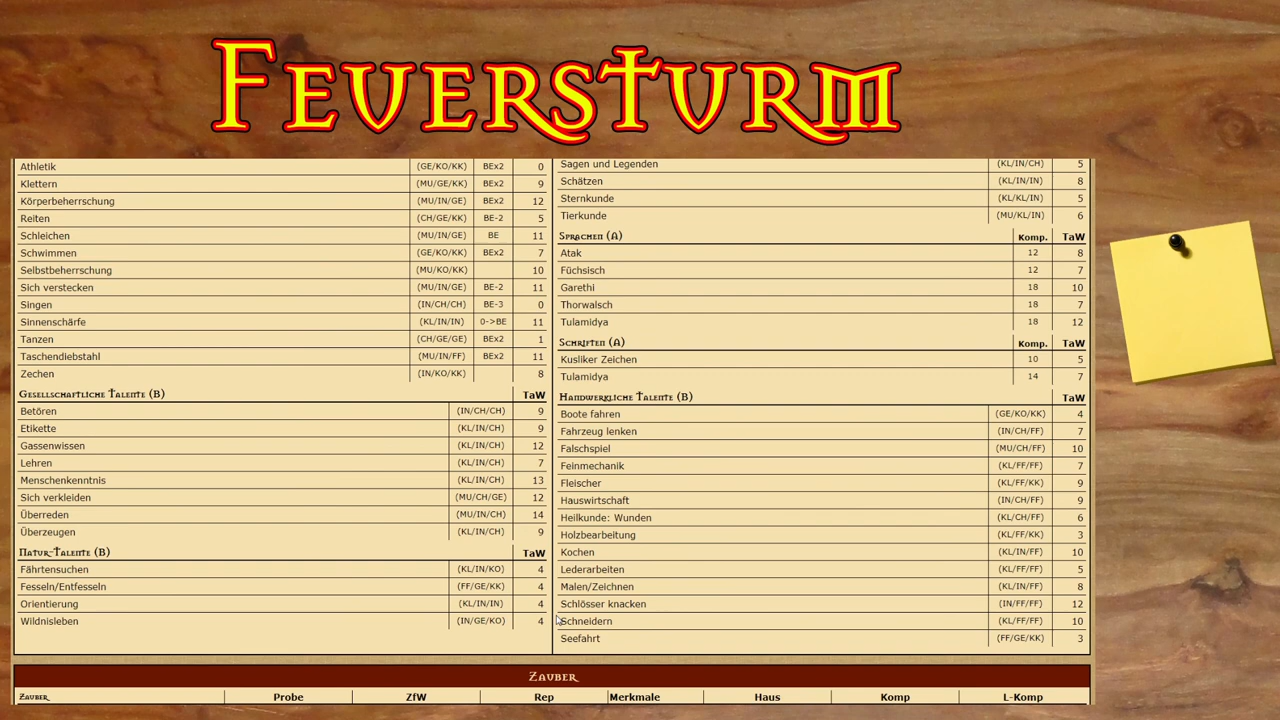 Feuersturm
Athletik (GE/KO/KK) BEx2 0
Klettern (MU/GE/KK) BEx2 9
Körperbeherrschung (MU/IN/GE) BEx2 12
Reiten (CH/GE/KK) BE-2 5
Schleichen (MU/IN/GE) BE 11
Schwimmen (GE/KO/KK) BEx2 7
Selbstbeherrschung (MU/KO/KK) 10
Sich verstecken (MU/IN/GE) BE-2 11
Singen (IN/CH/CH) BE-3 0
Sinnenschärfe (KL/IN/IN) 0->BE 11
Tanzen (CH/GE/GE) BEx2 1
Taschendiebstahl (MU/IN/FF) BEx2 11
Zechen (IN/KO/KK) 8
Gesellschaftliche Talente (B) TaW
Betören (IN/CH/CH) 9
Etikette (KL/IN/CH) 9
Gassenwissen (KL/IN/CH) 12
Lehren (KL/IN/CH) 7
Menschenkenntnis (KL/IN/CH) 13
Sich verkleiden (MU/CH/GE) 12
Überreden (MU/IN/CH) 14
Überzeugen (KL/IN/CH) 9
Natur-Talente (B) TaW
Fährtensuchen (KL/IN/KO) 4
Fesseln/Entfesseln (FF/GE/KK) 4
Orientierung (KL/IN/IN) 4
Wildnisleben (IN/GE/KO) 4
Sagen und Legenden (KL/IN/CH) 5
Schätzen (KL/IN/IN) 8
Sternkunde (KL/KL/IN) 5
Tierkunde (MU/KL/IN) 6
Sprachen (A) Komp. TaW
Atak 12 8
Füchsisch 12 7
Garethi 18 10
Thorwalsch 18 7
Tulamidya 18 12
Schriften (A) Komp. TaW
Kusliker Zeichen 10 5
Tulamidya 14 7
Handwerkliche Talente (B) TaW
Boote fahren (GE/KO/KK) 4
Fahrzeug lenken (IN/CH/FF) 7
Falschspiel (MU/CH/FF) 10
Feinmechanik (KL/FF/FF) 7
Fleischer (KL/FF/KK) 9
Hauswirtschaft (IN/CH/FF) 9
Heilkunde: Wunden (KL/CH/FF) 6
Holzbearbeitung (KL/FF/KK) 3
Kochen (KL/IN/FF) 10
Lederarbeiten (KL/FF/FF) 5
Malen/Zeichnen (KL/IN/FF) 8
Schlösser knacken (IN/FF/FF) 12
Schneidern (KL/FF/FF) 10
Seefahrt (FF/GE/KK) 3
Zauber
Zauber Probe ZfW Rep Merkmale Haus Komp L-Komp